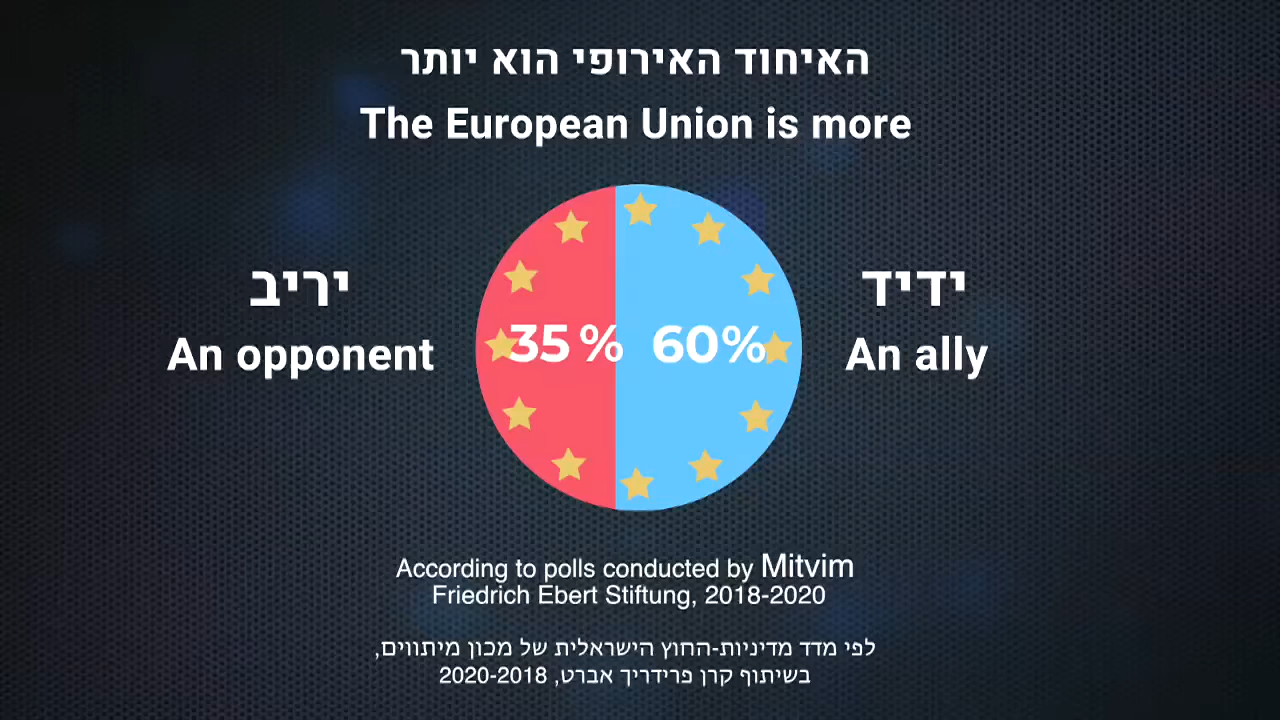 האיחוד האירופי הוא יותר
The European Union is more
יריב
An opponent
35 %
60%
ידיד
An ally
According to polls conducted by Mitvim
Friedrich Ebert Stiftung, 2018-2020
לפי מדד מדיניות-החוץ הישראלית של מכון מיתווים,
בשיתוף קרן פרידריך אברט, 2020-2018